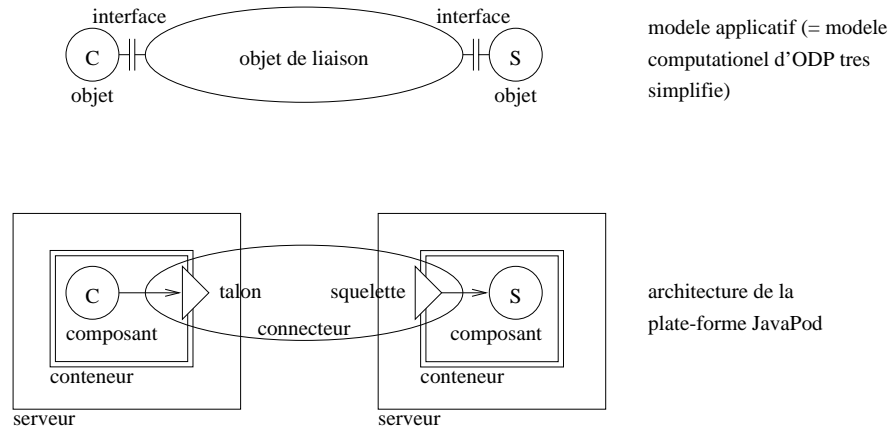 interface
interface
C
objet de liaison
S
objet
objet
modele applicatif (= modele
computationel d'ODP tres
simplifie)
C
talon
squelette
S
composant
connecteur
composant
conteneur
conteneur
serveur
serveur
architecture de la
plate-forme JavaPod